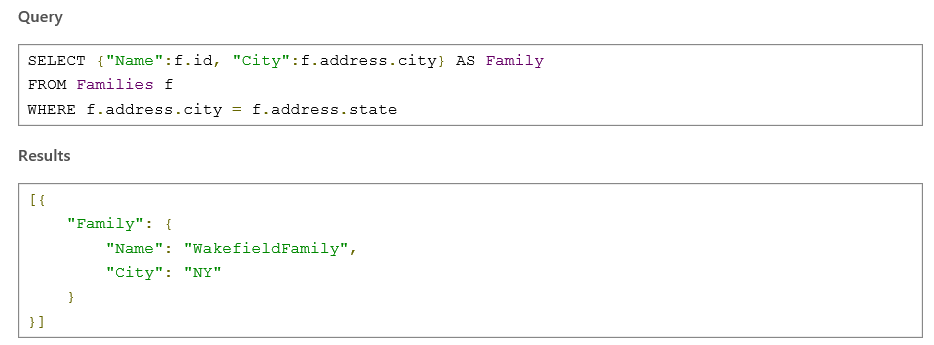 Query
SELECT {"Name":f.id, "City":f.address.city} AS Family
FROM Families f
WHERE f.address.city = f.address.state
Results
[{
    "Family": {
        "Name": "WakefieldFamily",
        "City": "NY"
    }
}]